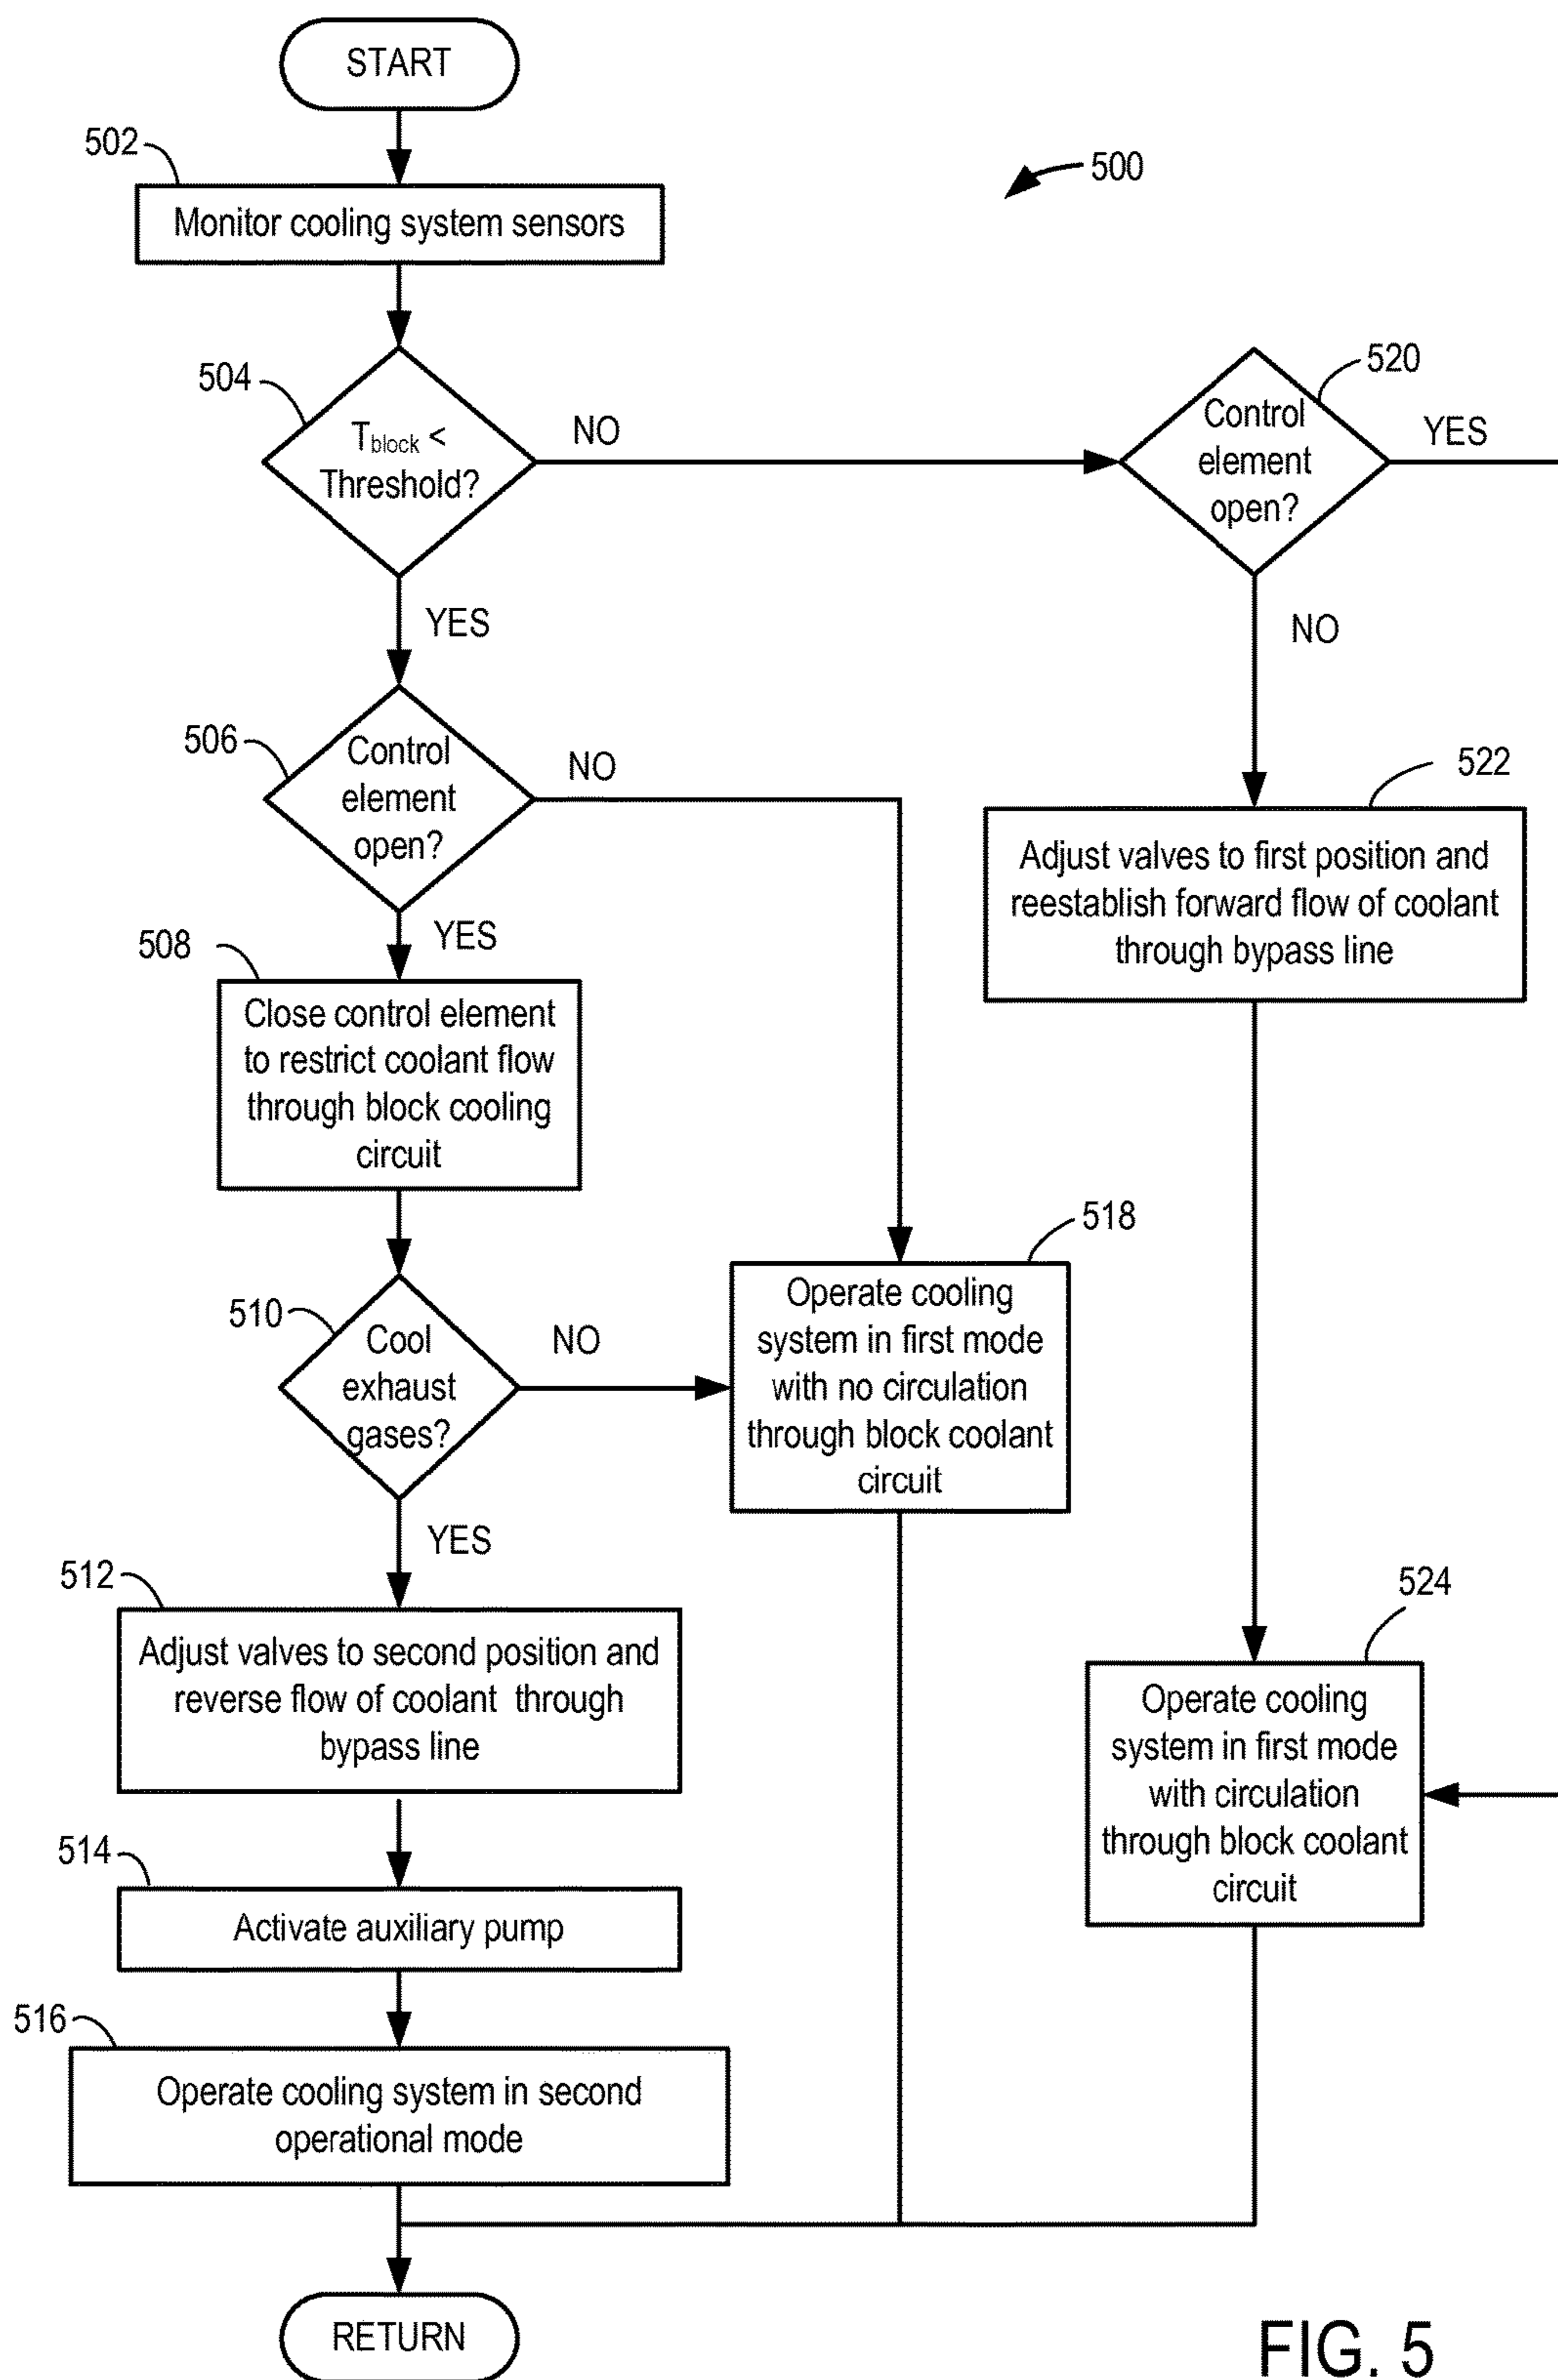 START
502
500
Monitor cooling system sensors
504
T_block <
Threshold?
NO
520
Control
element
open?
YES
YES
NO
506
Control
element
open?
NO
522
Adjust valves to first position and
reestablish forward flow of coolant
through bypass line
YES
508
Close control element
to restrict coolant flow
through block cooling
circuit
518
Operate cooling
system in first mode
with no circulation
through block coolant
circuit
510
Cool
exhaust
gases?
NO
YES
512
Adjust valves to second position and
reverse flow of coolant through
bypass line
524
Operate cooling
system in first mode
with circulation
through block coolant
circuit
514
Activate auxiliary pump
516
Operate cooling system in second
operational mode
RETURN
FIG. 5